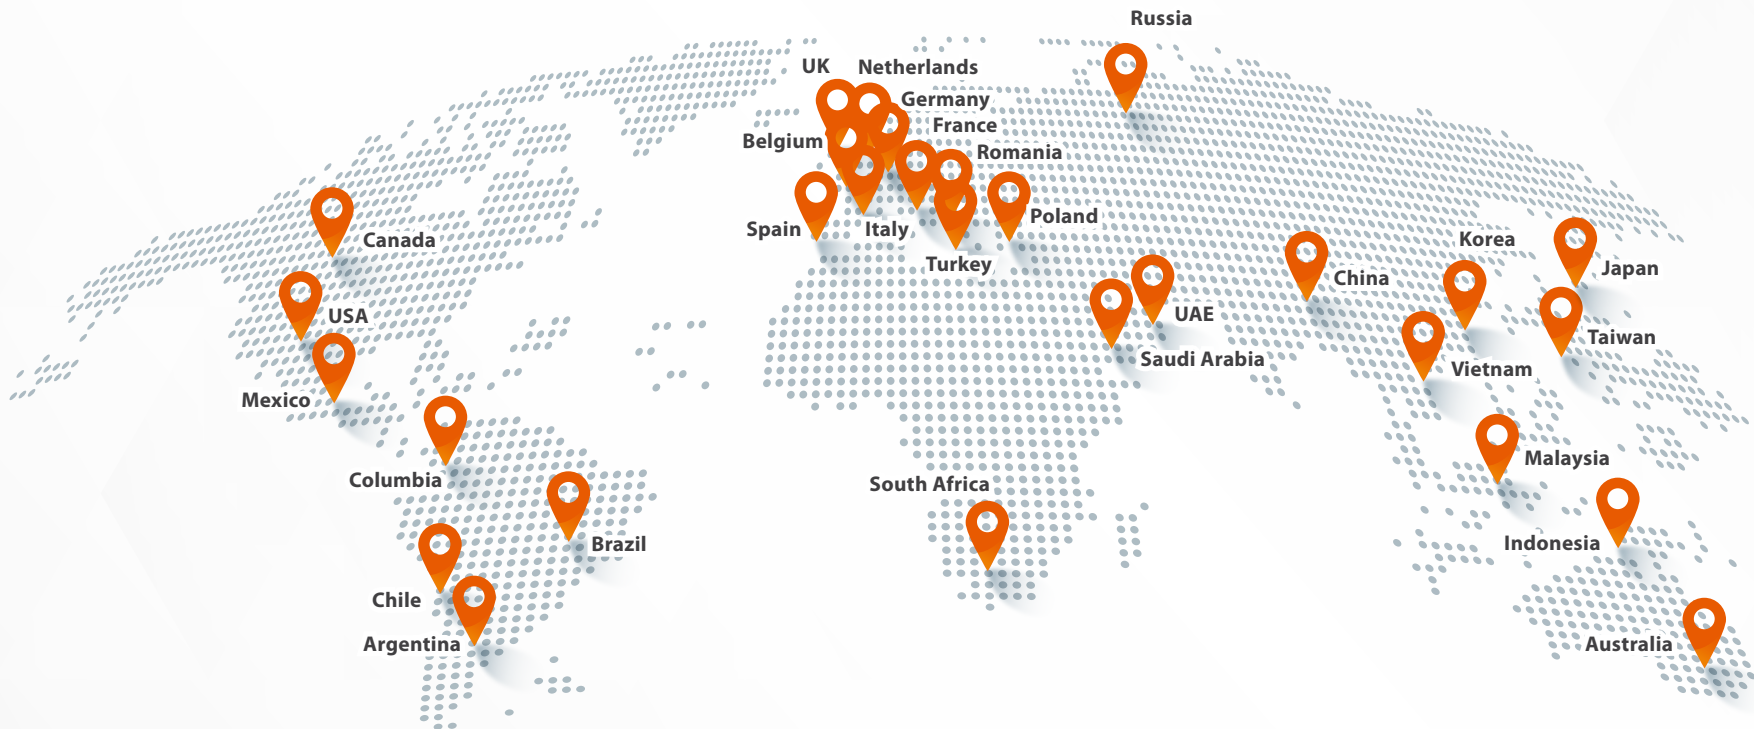 Russia
UK
Netherlands
Germany
France
Belgium
Romania
Poland
Spain
Italy
Turkey
Canada
USA
Mexico
Korea
Japan
China
UAE
Taiwan
Saudi Arabia
Vietnam
Columbia
Malaysia
South Africa
Brazil
Indonesia
Chile
Argentina
Australia